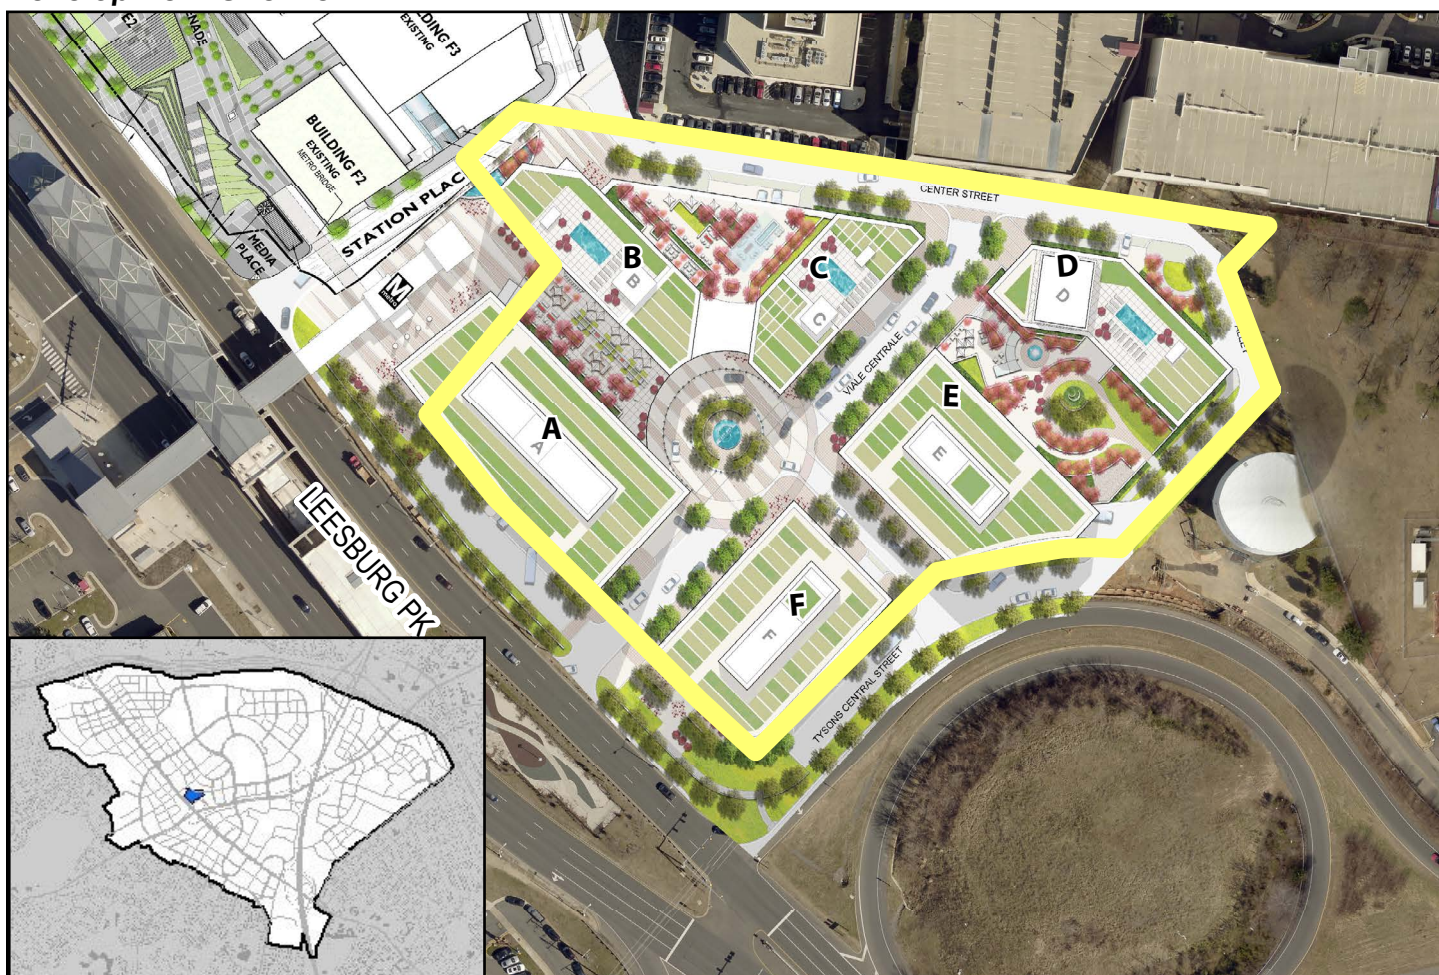 BUILDING F3
EXISTING
BUILDING F2
EXISTING
METRO BRIDGE
STATION PLACE
MEDIA
PLACE
M
metro
CENTER STREET
B
B
C
C
D
D
VIALE CENTRALE
E
E
A
A
F
F
LEESBURG PK
TYSONS CENTRAL STREET